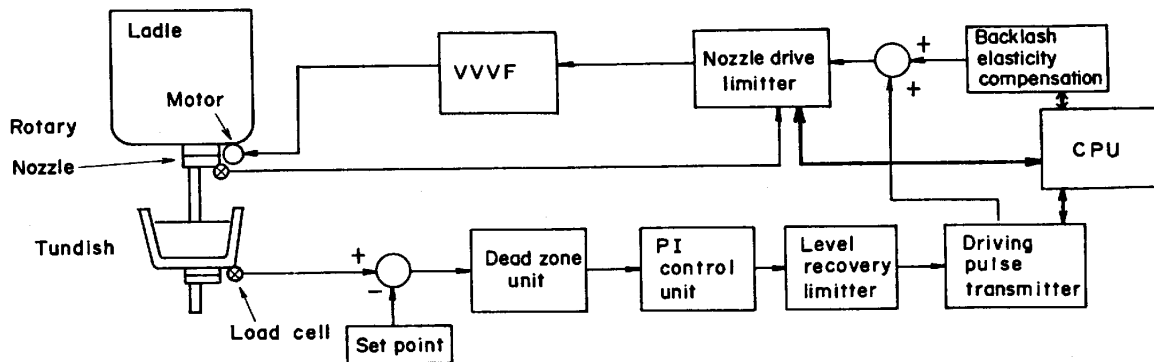 Ladle
Motor
Rotary
Nozzle
VVVF
Nozzle drive
limitter
+
+
Backlash
elasticity
compensation
CPU
Tundish
Load cell
+
−
Set point
Dead zone
unit
PI
control
unit
Level
recovery
limitter
Driving
pulse
transmitter